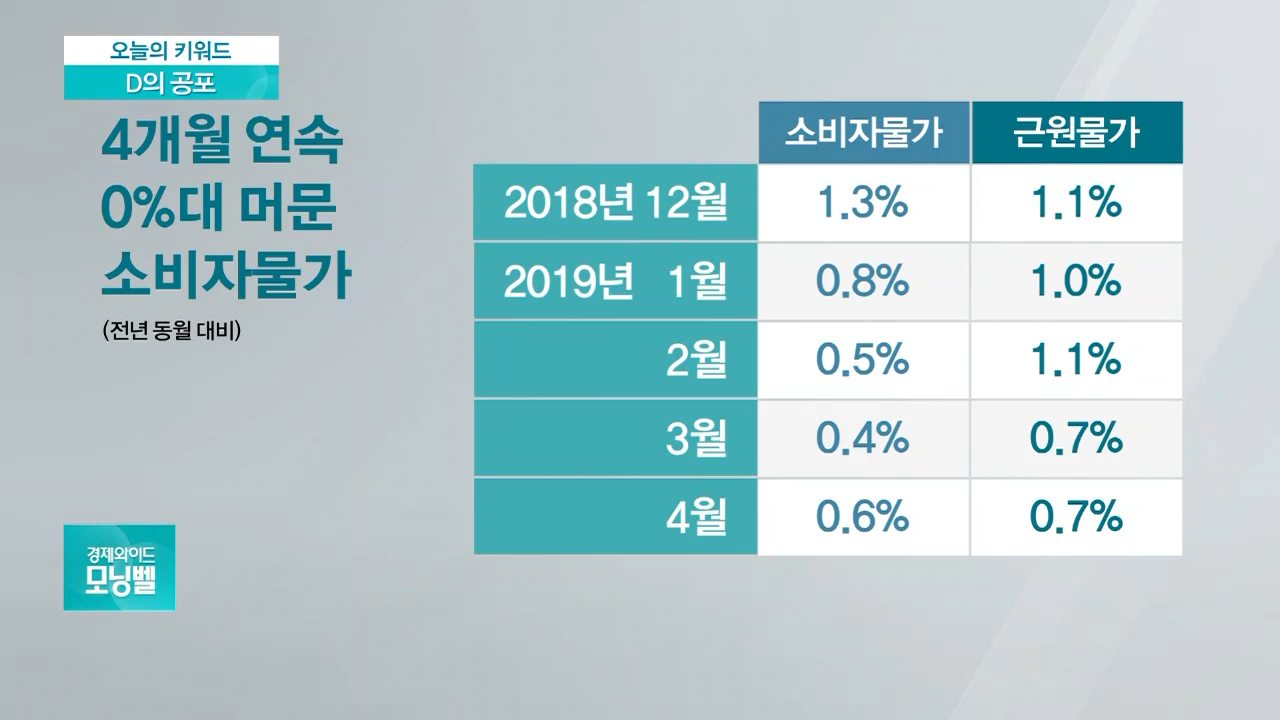 오늘의 키워드
D의 공포
4개월 연속
0%대 머문
소비자물가
(전년 동월 대비)
소비자물가 근원물가
2018년 12월 1.3% 1.1%
2019년 1월 0.8% 1.0%
2월 0.5% 1.1%
3월 0.4% 0.7%
4월 0.6% 0.7%
경제와이드
모닝벨